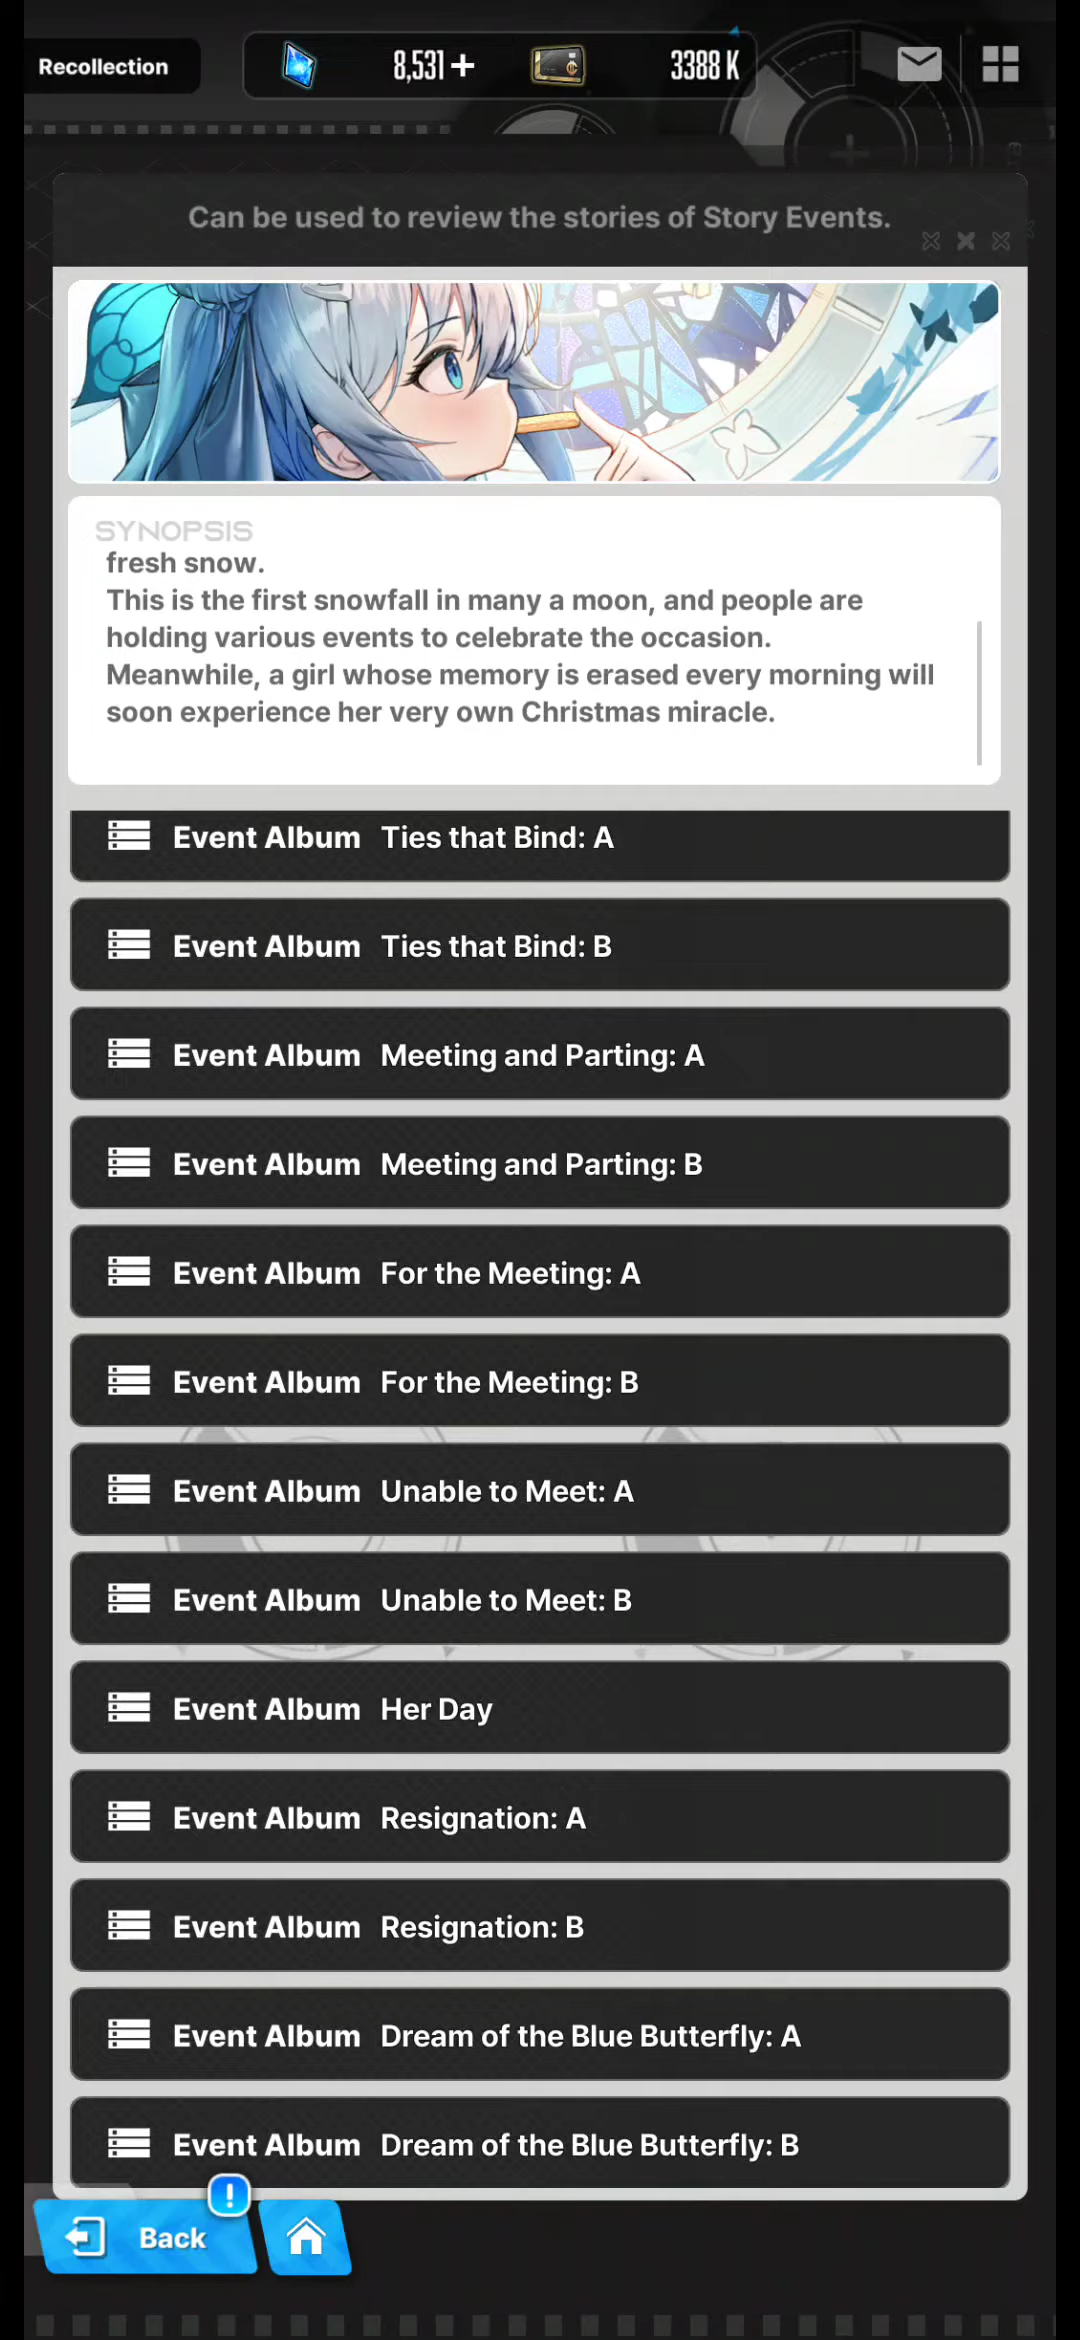 Recollection
8,531 +
3388 K
Can be used to review the stories of Story Events.
SYNOPSIS
fresh snow.
This is the first snowfall in many a moon, and people are
holding various events to celebrate the occasion.
Meanwhile, a girl whose memory is erased every morning will
soon experience her very own Christmas miracle.
Event Album Ties that Bind: A
Event Album Ties that Bind: B
Event Album Meeting and Parting: A
Event Album Meeting and Parting: B
Event Album For the Meeting: A
Event Album For the Meeting: B
Event Album Unable to Meet: A
Event Album Unable to Meet: B
Event Album Her Day
Event Album Resignation: A
Event Album Resignation: B
Event Album Dream of the Blue Butterfly: A
Event Album Dream of the Blue Butterfly: B
!
Back